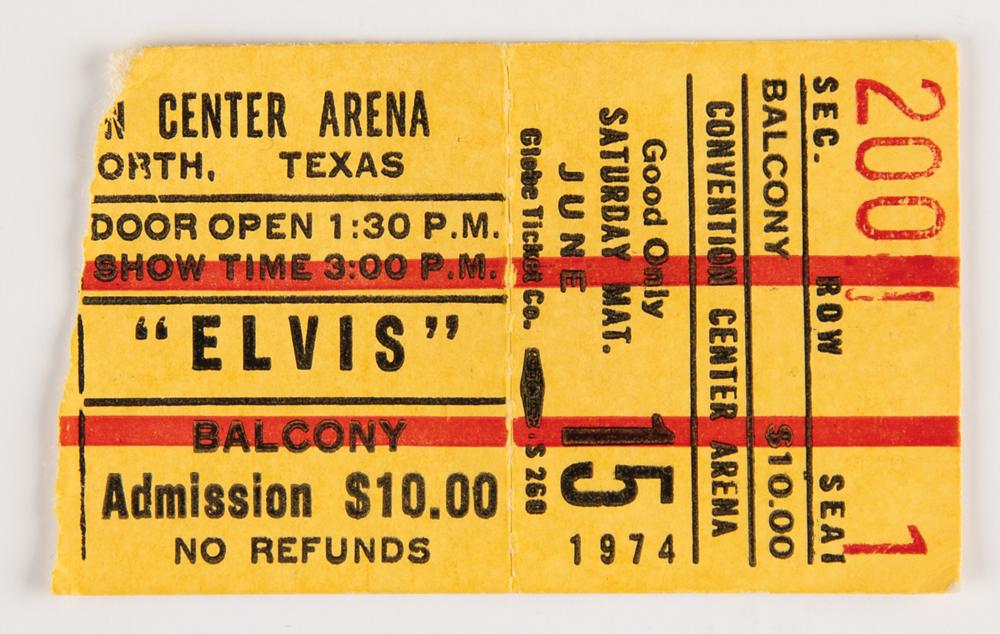 N CENTER ARENA
ORTH, TEXAS
DOOR OPEN 1:30 P.M.
SHOW TIME 3:00 P.M.
"ELVIS"
BALCONY
Admission $10.00
NO REFUNDS
200 1
SEC. ROW SEAT
BALCONY $10.00
CONVENTION CENTER ARENA
Good Only
SATURDAY MAT.
JUNE 15
1974
Globe Ticket Co. S 260